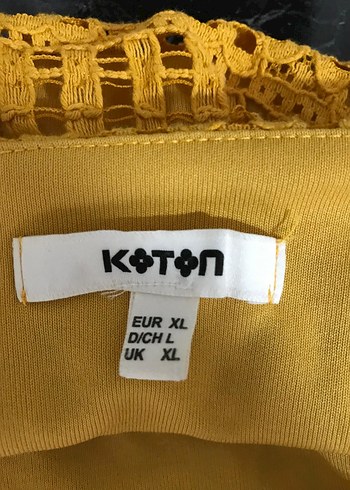 KOTON
EUR XL
D/CH L
UK XL